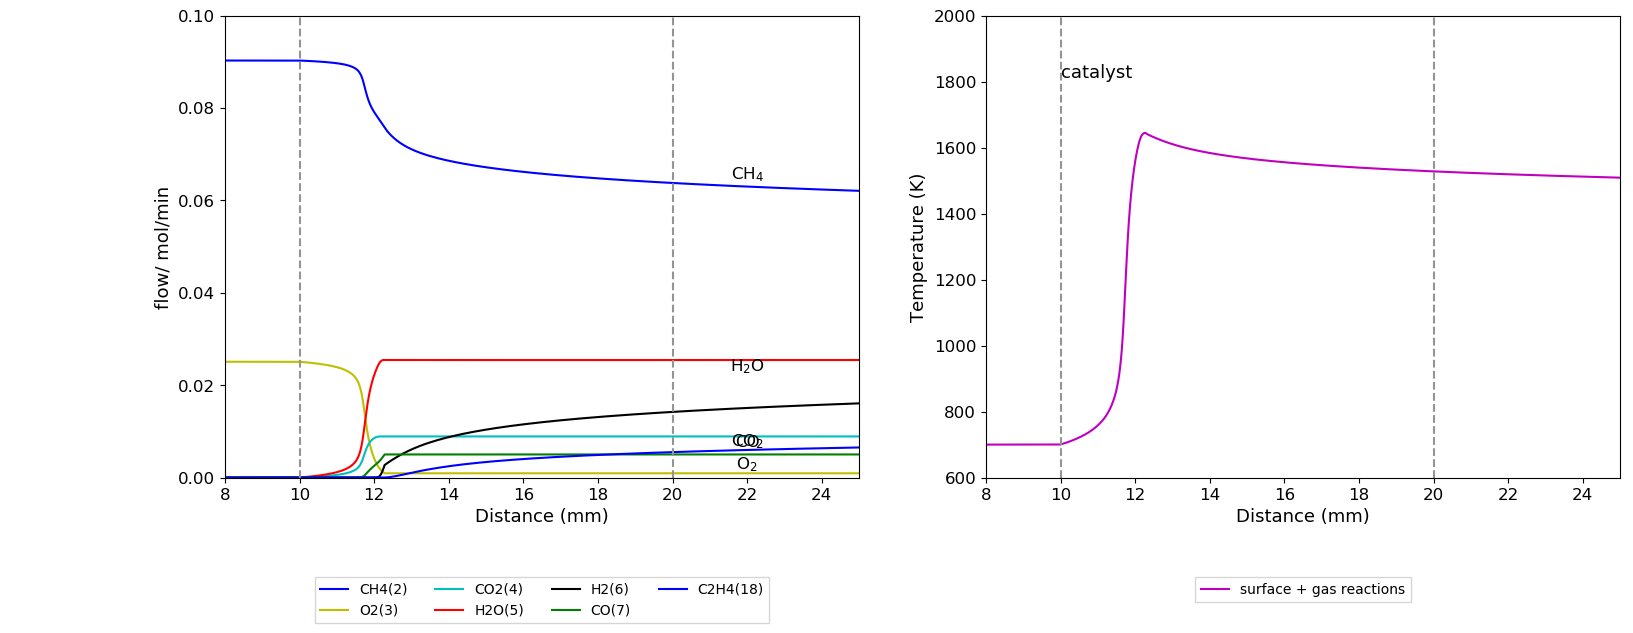 0.10
0.08
0.06
0.04
0.02
0.00
flow/ mol/min
CH₄
H₂O
CO₂
CO
O₂
8 10 12 14 16 18 20 22 24
Distance (mm)
CH4(2) CO2(4) H2(6) C2H4(18)
O2(3) H2O(5) CO(7)
2000
1800
1600
1400
1200
1000
800
600
Temperature (K)
catalyst
8 10 12 14 16 18 20 22 24
Distance (mm)
surface + gas reactions